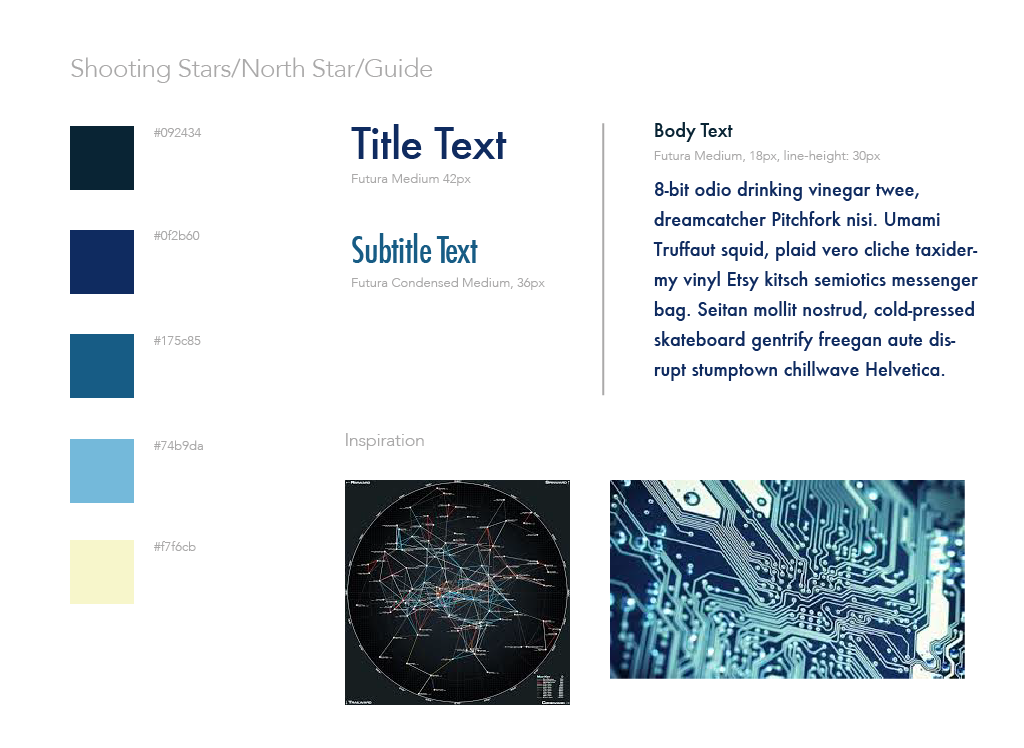 Shooting Stars/North Star/Guide
#092434
#0f2b60
#175c85
#74b9da
#f7f6cb
Title Text
Futura Medium 42px
Subtitle Text
Futura Condensed Medium, 36px
Body Text
Futura Medium, 18px, line-height: 30px
8-bit odio drinking vinegar twee,
dreamcatcher Pitchfork nisi. Umami
Truffaut squid, plaid vero cliche taxider-
my vinyl Etsy kitsch semiotics messenger
bag. Seitan mollit nostrud, cold-pressed
skateboard gentrify freegan aute dis-
rupt stumptown chillwave Helvetica.
Inspiration